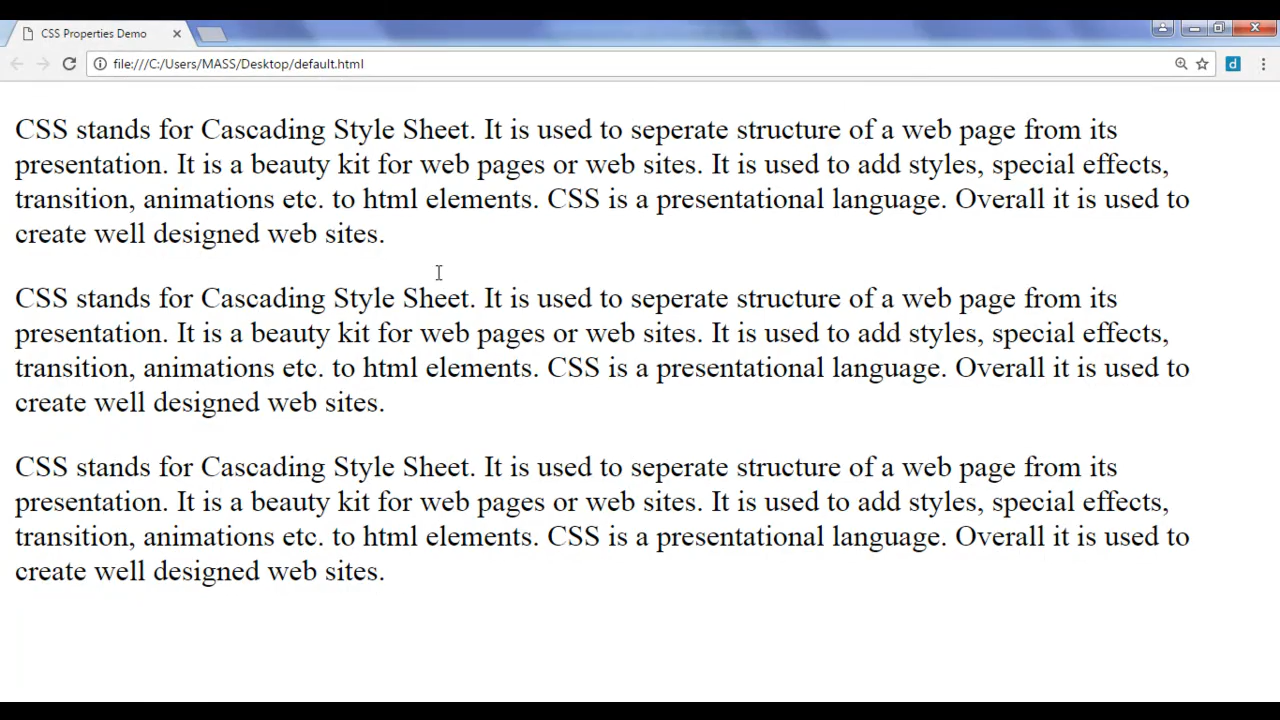 CSS Properties Demo
file:///C:/Users/MASS/Desktop/default.html
d
CSS stands for Cascading Style Sheet. It is used to seperate structure of a web page from its
presentation. It is a beauty kit for web pages or web sites. It is used to add styles, special effects,
transition, animations etc. to html elements. CSS is a presentational language. Overall it is used to
create well designed web sites.
CSS stands for Cascading Style Sheet. It is used to seperate structure of a web page from its
presentation. It is a beauty kit for web pages or web sites. It is used to add styles, special effects,
transition, animations etc. to html elements. CSS is a presentational language. Overall it is used to
create well designed web sites.
CSS stands for Cascading Style Sheet. It is used to seperate structure of a web page from its
presentation. It is a beauty kit for web pages or web sites. It is used to add styles, special effects,
transition, animations etc. to html elements. CSS is a presentational language. Overall it is used to
create well designed web sites.